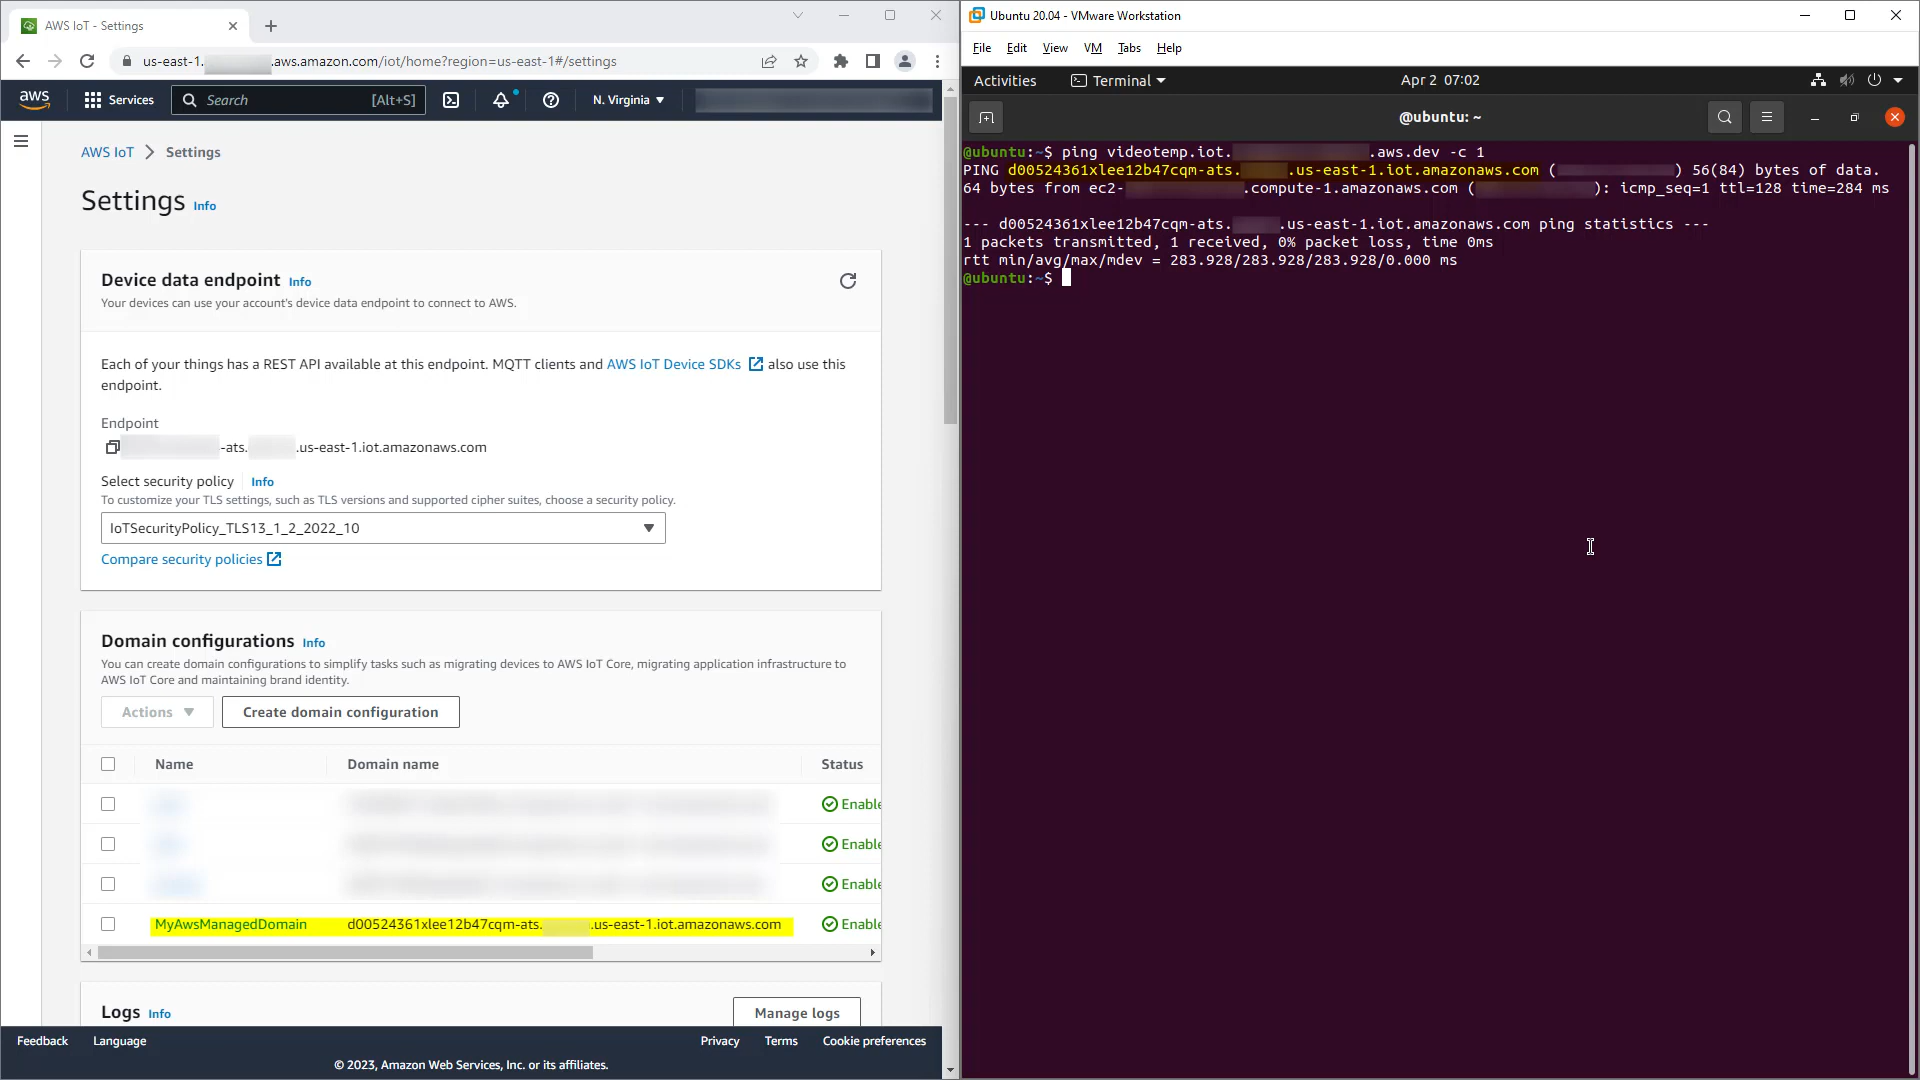 AWS IoT - Settings
us-east-1. .aws.amazon.com/iot/home?region=us-east-1#/settings
aws
Services
Search
[Alt+S]
N. Virginia
AWS IoT
Settings
Settings
Info
Device data endpoint
Info
Your devices can use your account's device data endpoint to connect to AWS.
Each of your things has a REST API available at this endpoint. MQTT clients and AWS IoT Device SDKs also use this
endpoint.
Endpoint
-ats. .us-east-1.iot.amazonaws.com
Select security policy
Info
To customize your TLS settings, such as TLS versions and supported cipher suites, choose a security policy.
IoTSecurityPolicy_TLS13_1_2_2022_10
Compare security policies
Domain configurations
Info
You can create domain configurations to simplify tasks such as migrating devices to AWS IoT Core, migrating application infrastructure to
AWS IoT Core and maintaining brand identity.
Actions
Create domain configuration
Name
Domain name
Status
Enable
Enable
Enable
MyAwsManagedDomain
d00524361xlee12b47cqm-ats. .us-east-1.iot.amazonaws.com
Enable
Logs
Info
Manage logs
Feedback
Language
Privacy
Terms
Cookie preferences
© 2023, Amazon Web Services, Inc. or its affiliates.
Ubuntu 20.04 - VMware Workstation
File
Edit
View
VM
Tabs
Help
Activities
Terminal
Apr 2 07:02
@ubuntu: ~
@ubuntu:~$ ping videotemp.iot. .aws.dev -c 1
PING d00524361xlee12b47cqm-ats. .us-east-1.iot.amazonaws.com ( ) 56(84) bytes of data.
64 bytes from ec2- .compute-1.amazonaws.com ( ): icmp_seq=1 ttl=128 time=284 ms
--- d00524361xlee12b47cqm-ats. .us-east-1.iot.amazonaws.com ping statistics ---
1 packets transmitted, 1 received, 0% packet loss, time 0ms
rtt min/avg/max/mdev = 283.928/283.928/283.928/0.000 ms
@ubuntu:~$